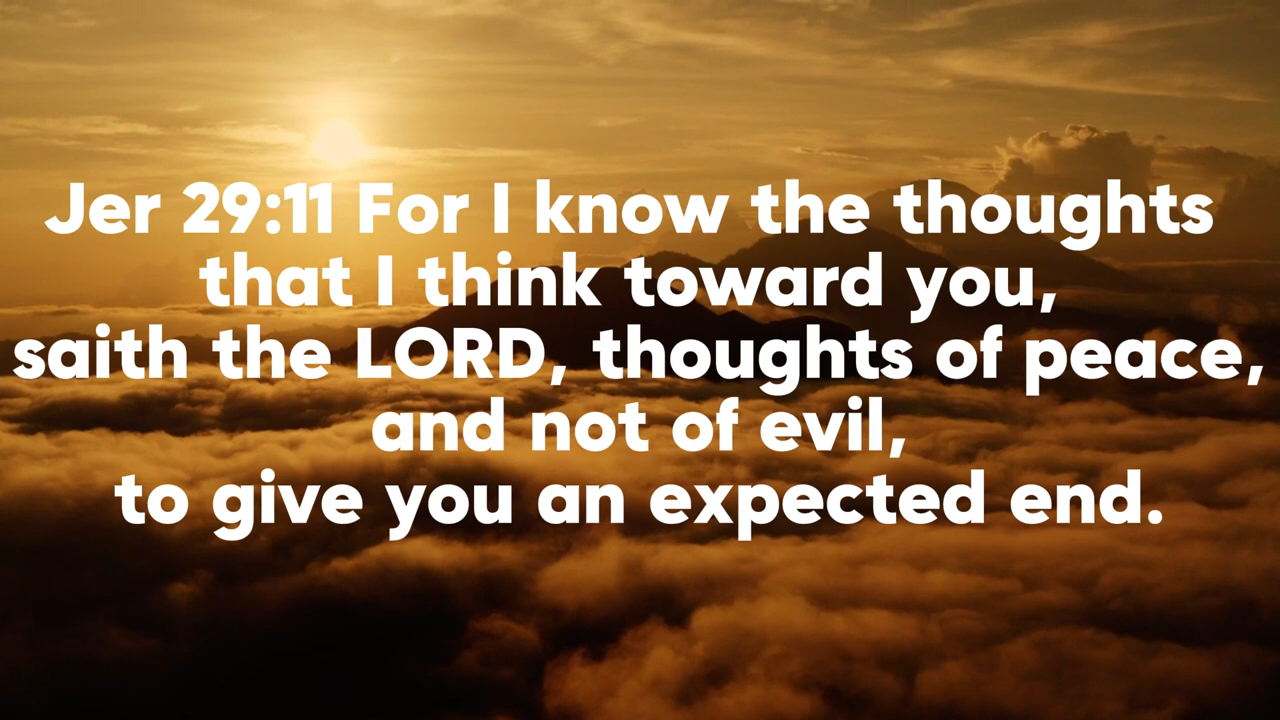 Jer 29:11 For I know the thoughts
that I think toward you,
saith the LORD, thoughts of peace,
and not of evil,
to give you an expected end.